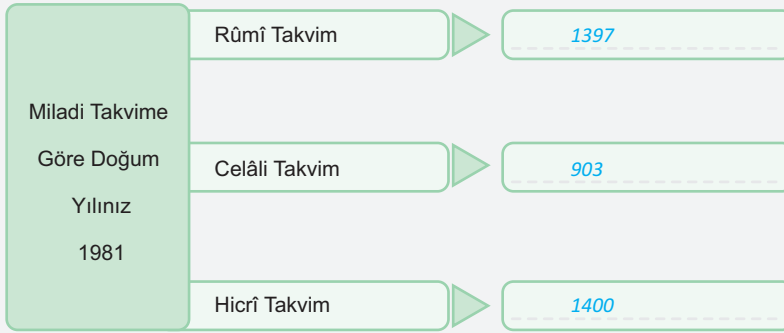 Miladi Takvime
Göre Doğum
Yılınız
1981
Rûmî Takvim
1397
Celâli Takvim
903
Hicrî Takvim
1400